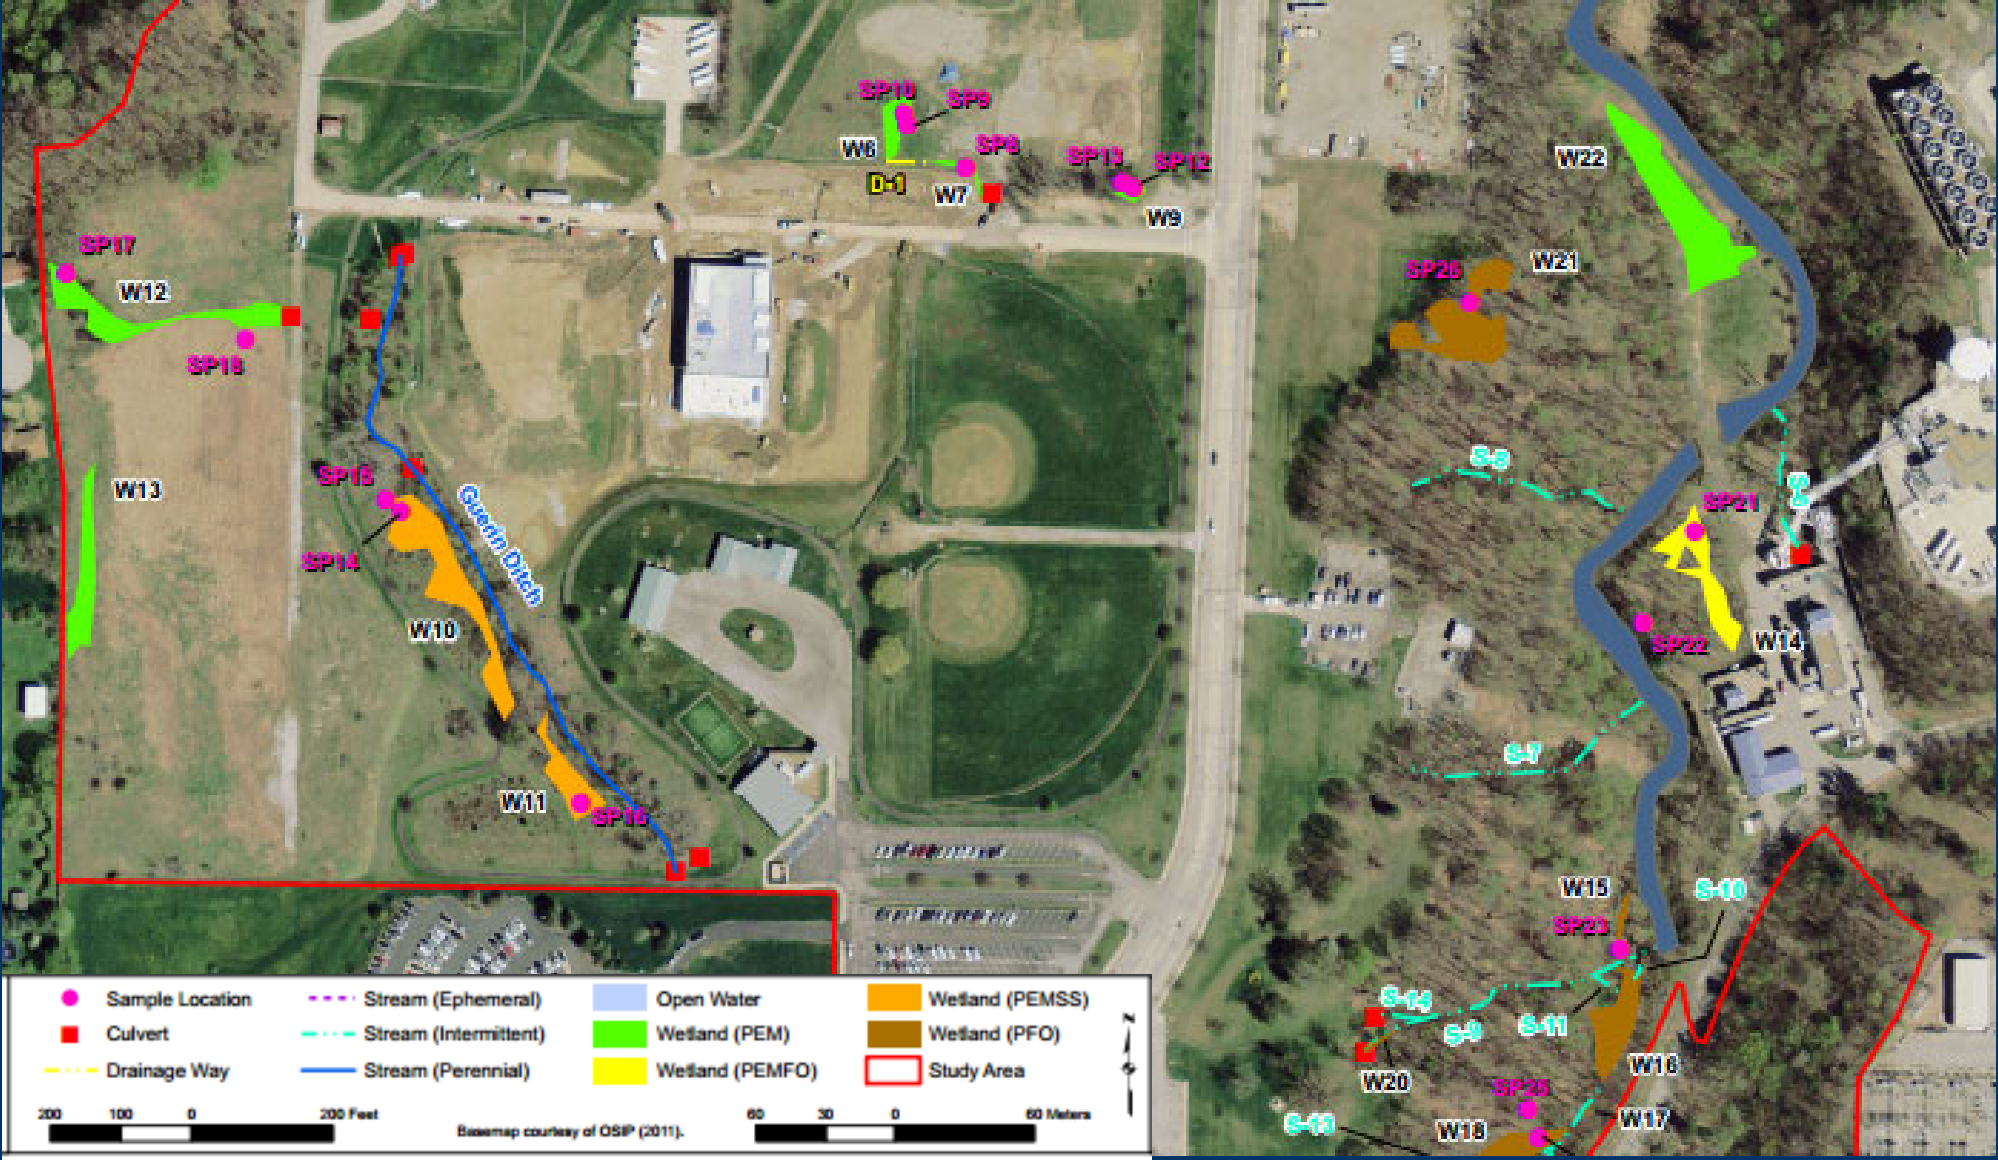 SP10
SP9
W6
SP8
SP13
SP12
D-1
W7
W9
W22
SP17
W12
W21
SP18
W13
SP15
S-8
Guerin Ditch
SP21
SP14
W10
SP22
W14
S-7
W11
SP16
W15
S-10
SP23
S-14
S-9
S-11
W16
W20
W17
S-13
W18
Sample Location
Stream (Ephemeral)
Open Water
Wetland (PEMSS)
Culvert
Stream (Intermittent)
Wetland (PEM)
Wetland (PFO)
Drainage Way
Stream (Perennial)
Wetland (PEMFO)
Study Area
N
200 100 0 200 Feet
60 30 0 60 Meters
Basemap courtesy of OSIP (2011).